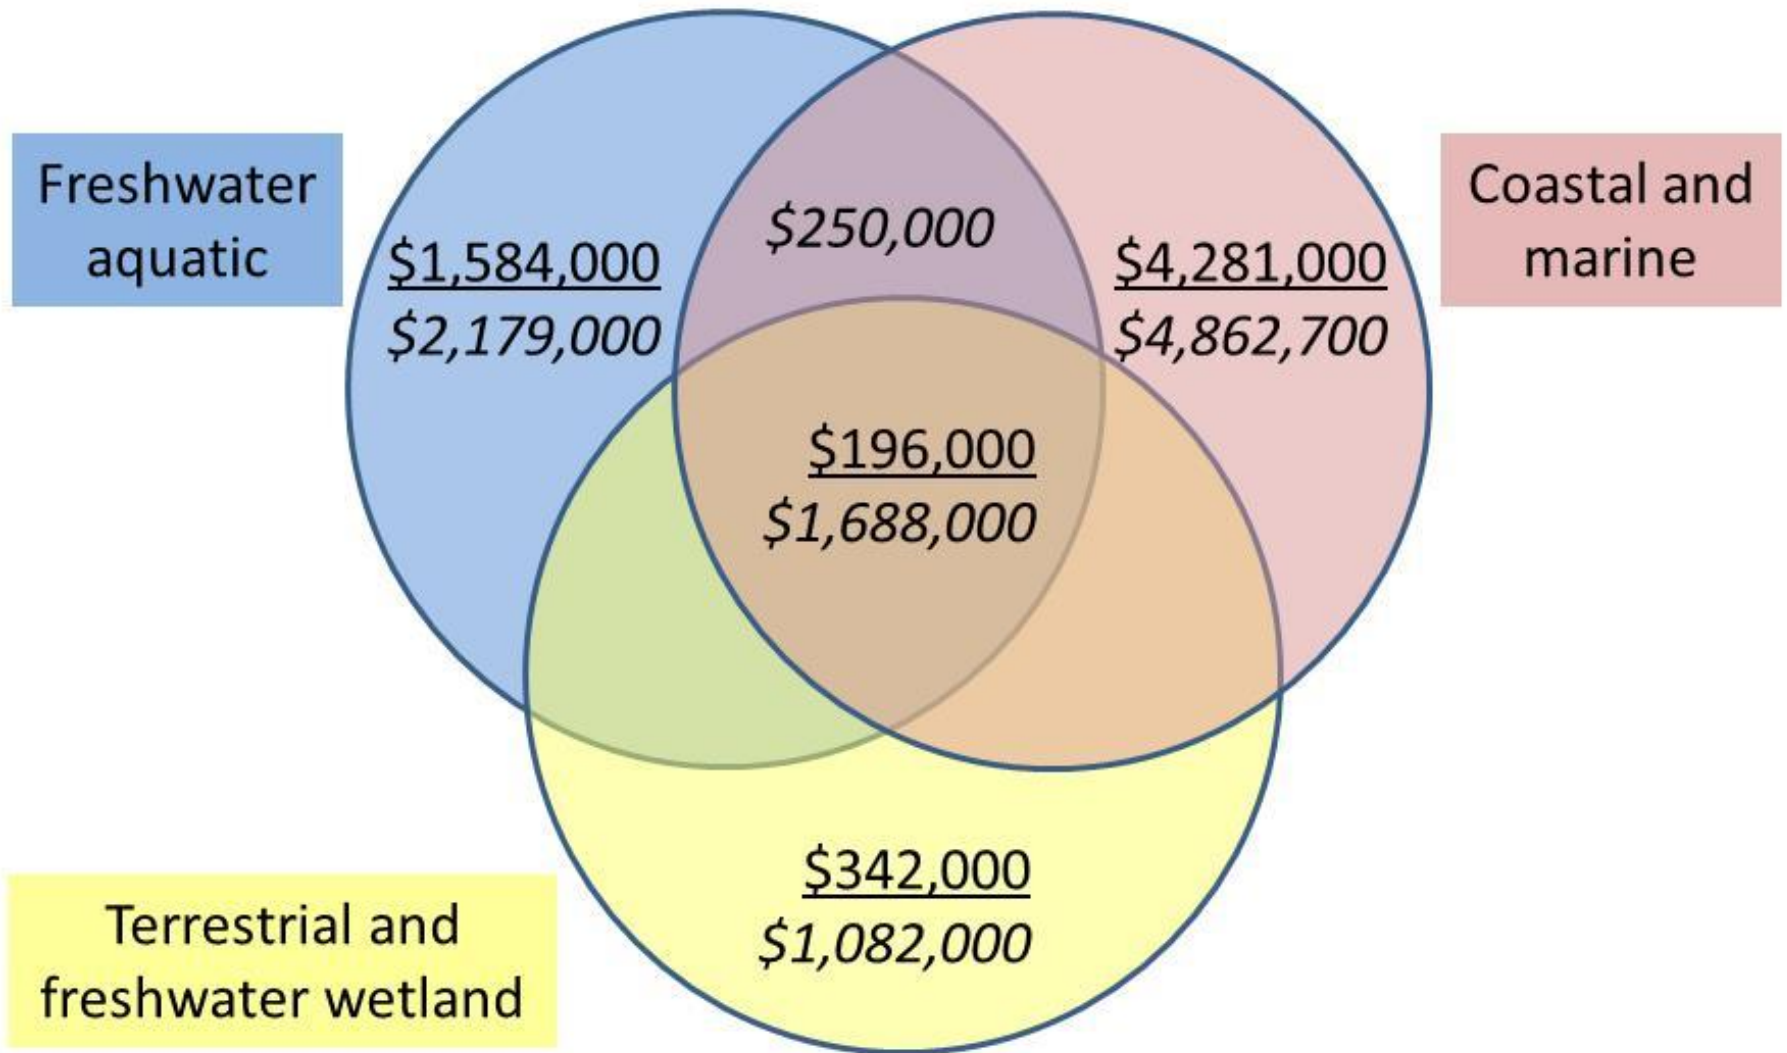 Freshwater
aquatic
$1,584,000
$2,179,000
$250,000
$4,281,000
$4,862,700
Coastal and
marine
$196,000
$1,688,000
$342,000
$1,082,000
Terrestrial and
freshwater wetland